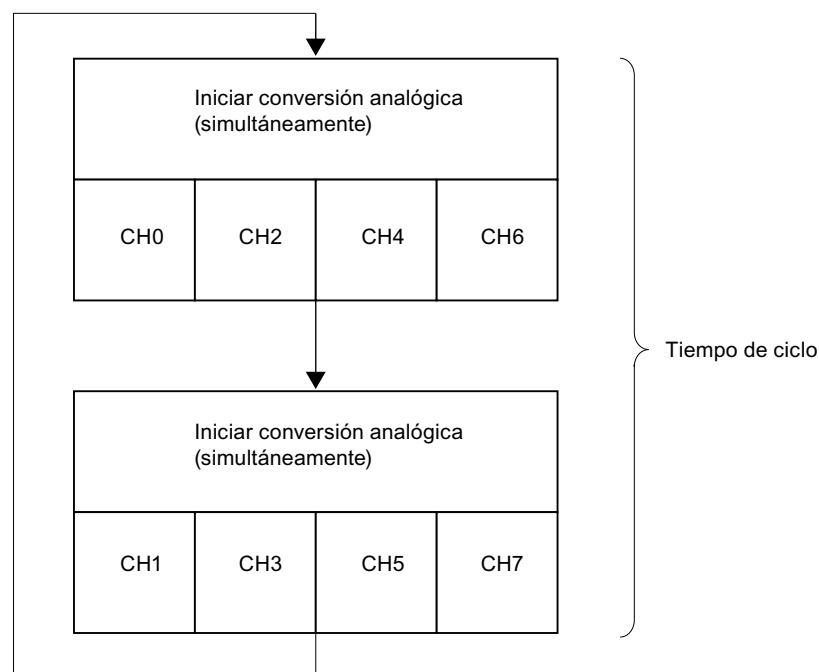 Iniciar conversión analógica
(simultáneamente)
CH0 CH2 CH4 CH6
Tiempo de ciclo
Iniciar conversión analógica
(simultáneamente)
CH1 CH3 CH5 CH7